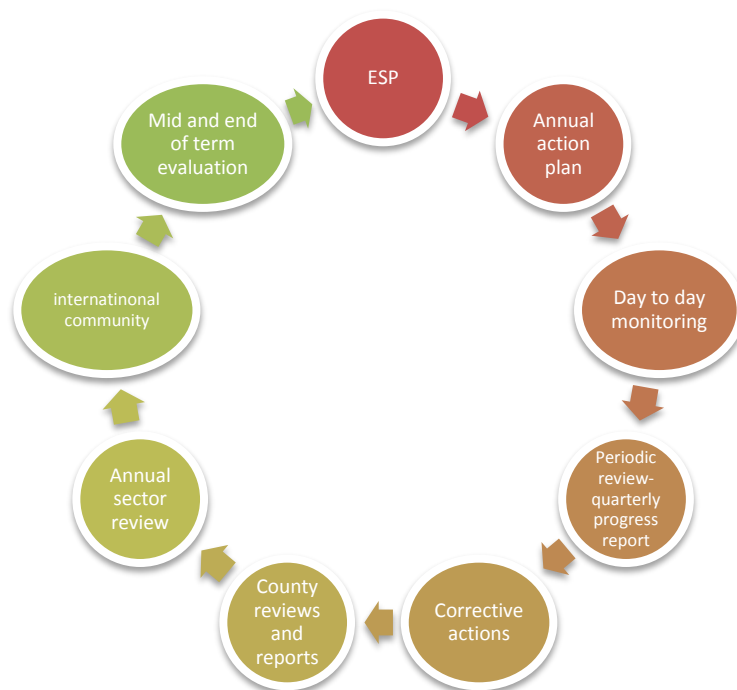 ESP
Annual
action
plan
Day to day
monitoring
Periodic
review-
quarterly
progress
report
Corrective
actions
County
reviews
and
reports
Annual
sector
review
internatinonal
community
Mid and end
of term
evaluation